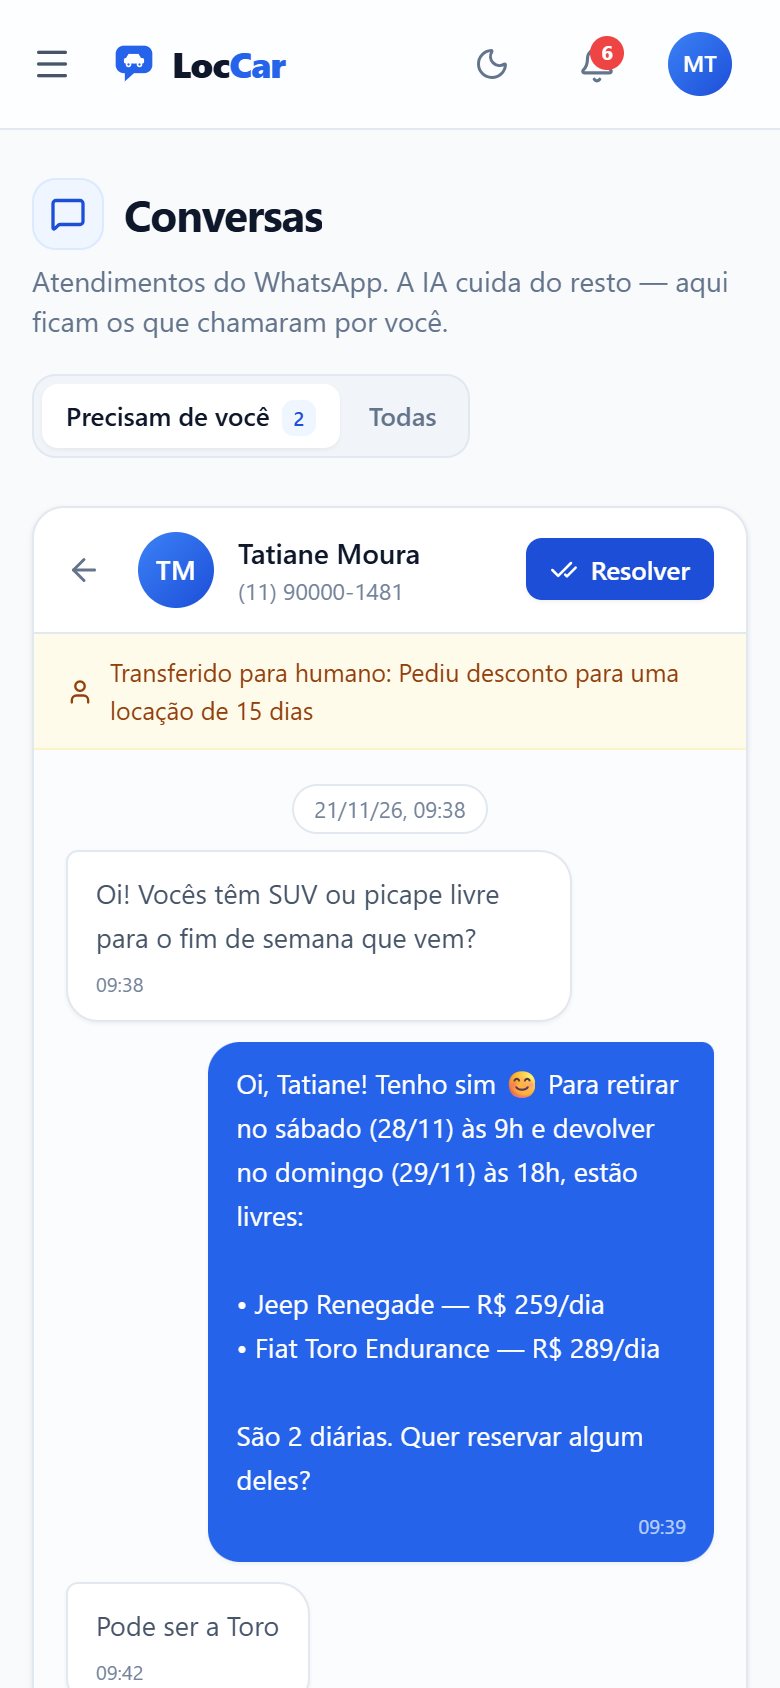 LocCar
6
MT
Conversas
Atendimentos do WhatsApp. A IA cuida do resto — aqui
ficam os que chamaram por você.
Precisam de você 2
Todas
TM
Tatiane Moura
(11) 90000-1481
Resolver
Transferido para humano: Pediu desconto para uma
locação de 15 dias
21/11/26, 09:38
Oi! Vocês têm SUV ou picape livre
para o fim de semana que vem?
09:38
Oi, Tatiane! Tenho sim 😊 Para retirar
no sábado (28/11) às 9h e devolver
no domingo (29/11) às 18h, estão
livres:
• Jeep Renegade — R$ 259/dia
• Fiat Toro Endurance — R$ 289/dia
São 2 diárias. Quer reservar algum
deles?
09:39
Pode ser a Toro
09:42